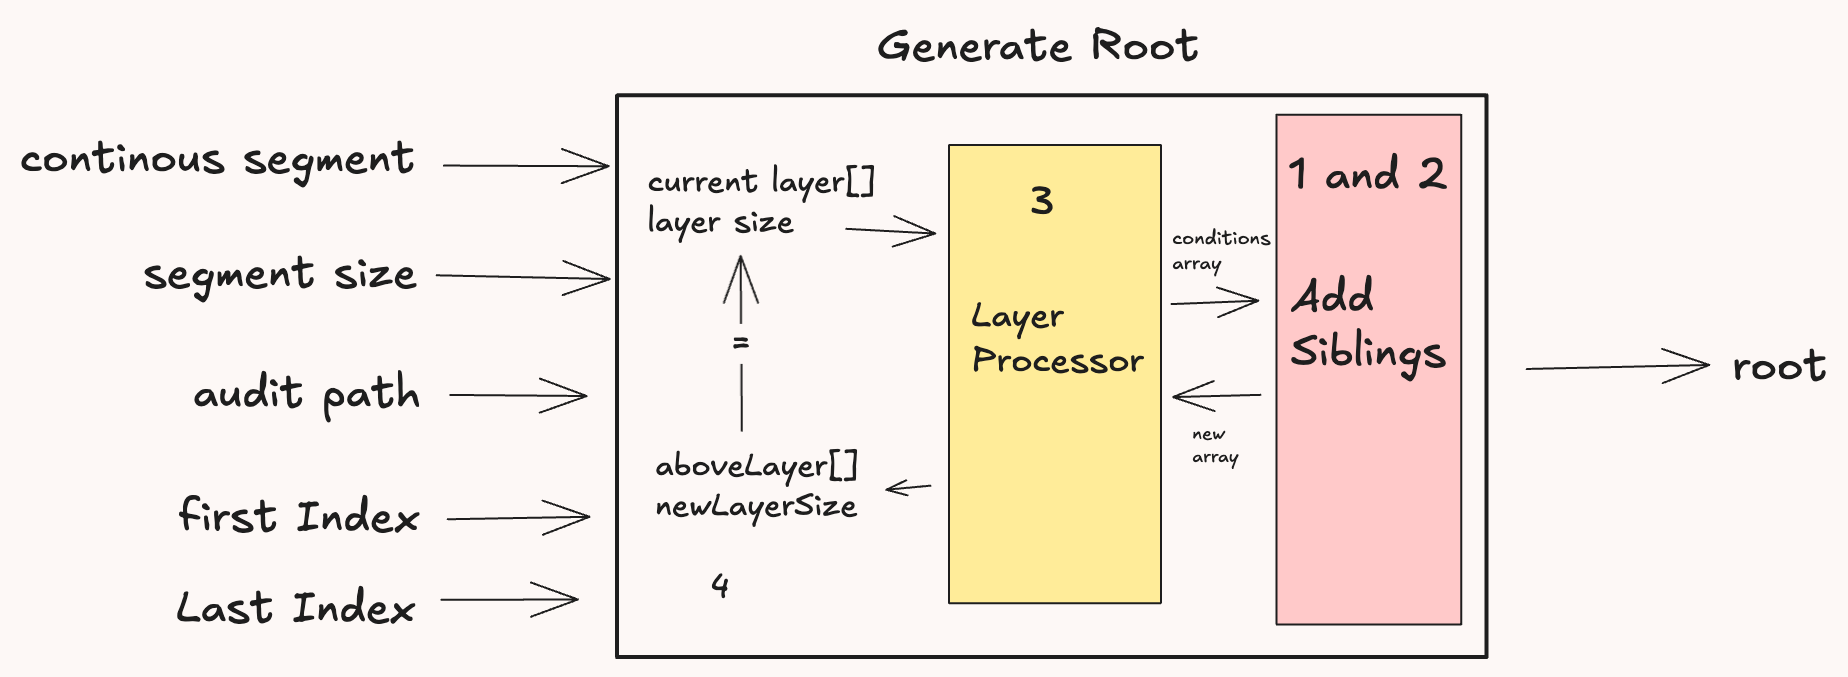 Generate Root
continous segment
segment size
audit path
first Index
Last Index
current layer[]
layer size
=
aboveLayer[]
newLayerSize
4
3
Layer
Processor
conditions
array
new
array
1 and 2
Add
Siblings
root